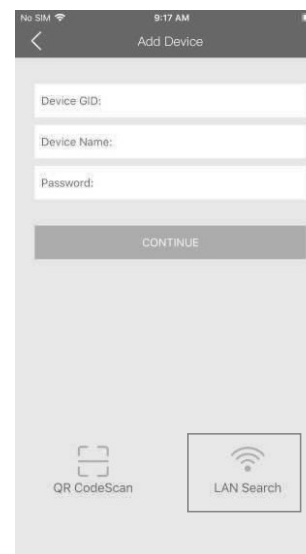 No SIM 9:17 AM
Add Device
Device GID:
Device Name:
Password:
CONTINUE
QR CodeScan
LAN Search